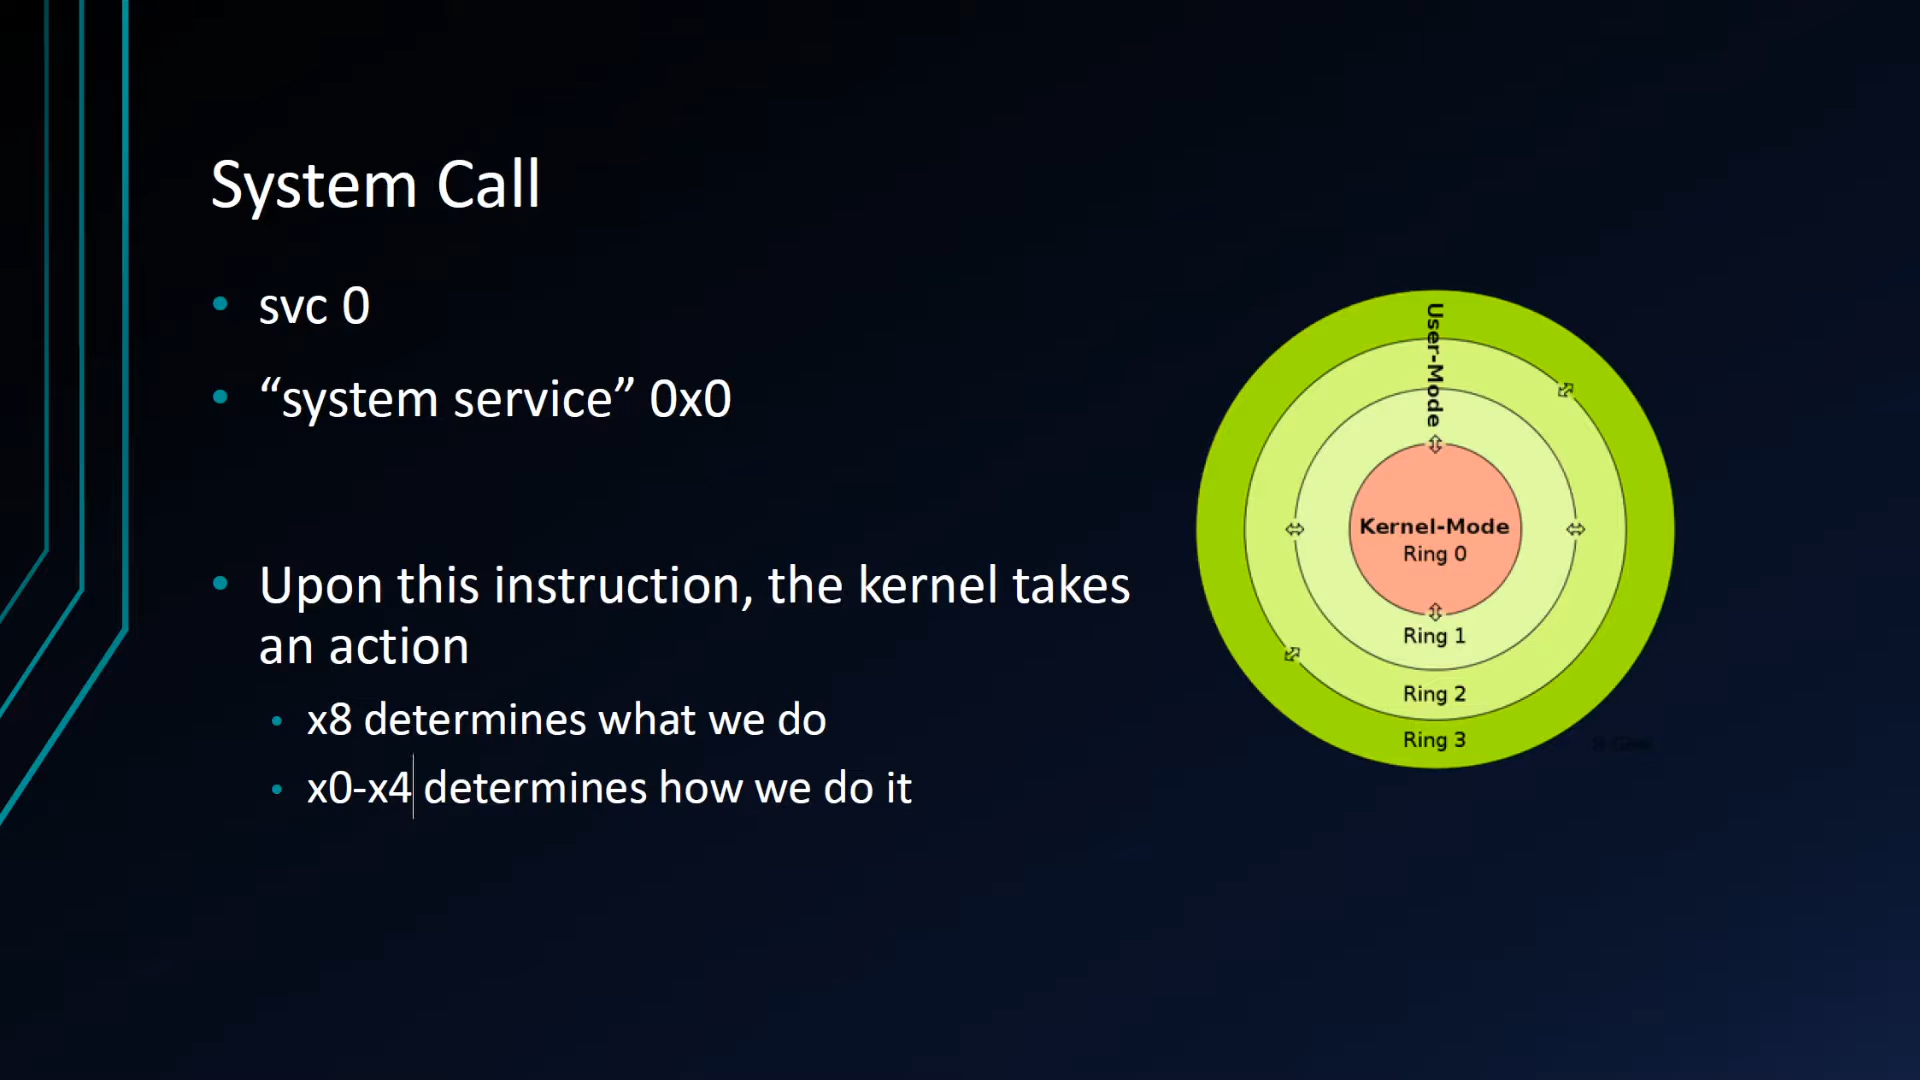 System Call
• svc 0
• “system service” 0x0
• Upon this instruction, the kernel takes
an action
• x8 determines what we do
• x0-x4 determines how we do it
User-Mode
Kernel-Mode
Ring 0
Ring 1
Ring 2
Ring 3